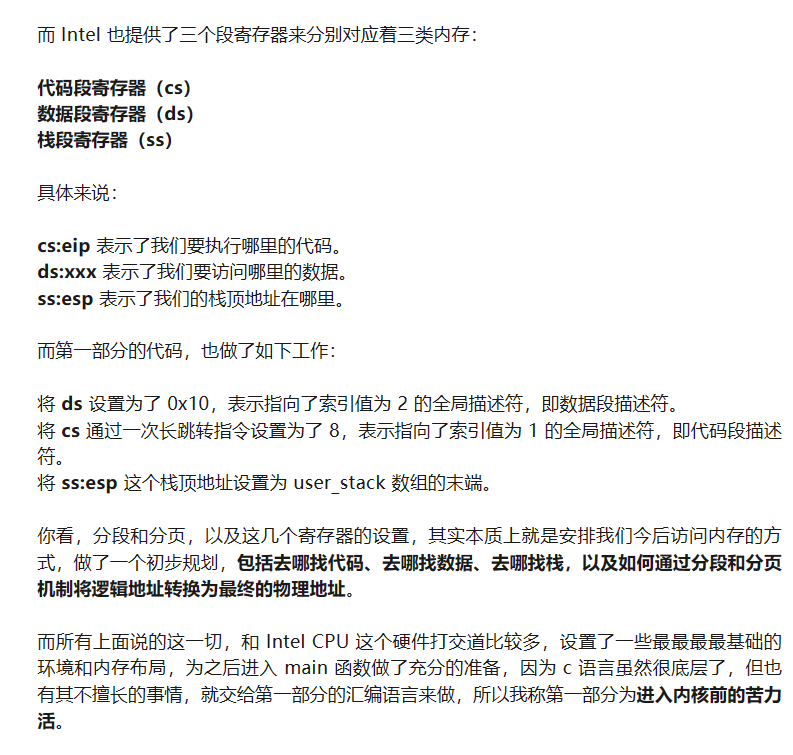 而 Intel 也提供了三个段寄存器来分别对应着三类内存：
代码段寄存器（cs）
数据段寄存器（ds）
栈段寄存器（ss）
具体来说：
cs:eip 表示了我们要执行哪里的代码。
ds:xxx 表示了我们要访问哪里的数据。
ss:esp 表示了我们的栈顶地址在哪里。
而第一部分的代码，也做了如下工作：
将 ds 设置为了 0x10，表示指向了索引值为 2 的全局描述符，即数据段描述符。
将 cs 通过一次长跳转指令设置为了 8，表示指向了索引值为 1 的全局描述符，即代码段描述
符。
将 ss:esp 这个栈顶地址设置为 user_stack 数组的末端。
你看，分段和分页，以及这几个寄存器的设置，其实本质上就是安排我们今后访问内存的方
式，做了一个初步规划，包括去哪找代码、去哪找数据、去哪找栈，以及如何通过分段和分页
机制将逻辑地址转换为最终的物理地址。
而所有上面说的这一切，和 Intel CPU 这个硬件打交道比较多，设置了一些最最最最基础的
环境和内存布局，为之后进入 main 函数做了充分的准备，因为 c 语言虽然很底层了，但也
有其不擅长的事情，就交给第一部分的汇编语言来做，所以我称第一部分为进入内核前的苦力
活。